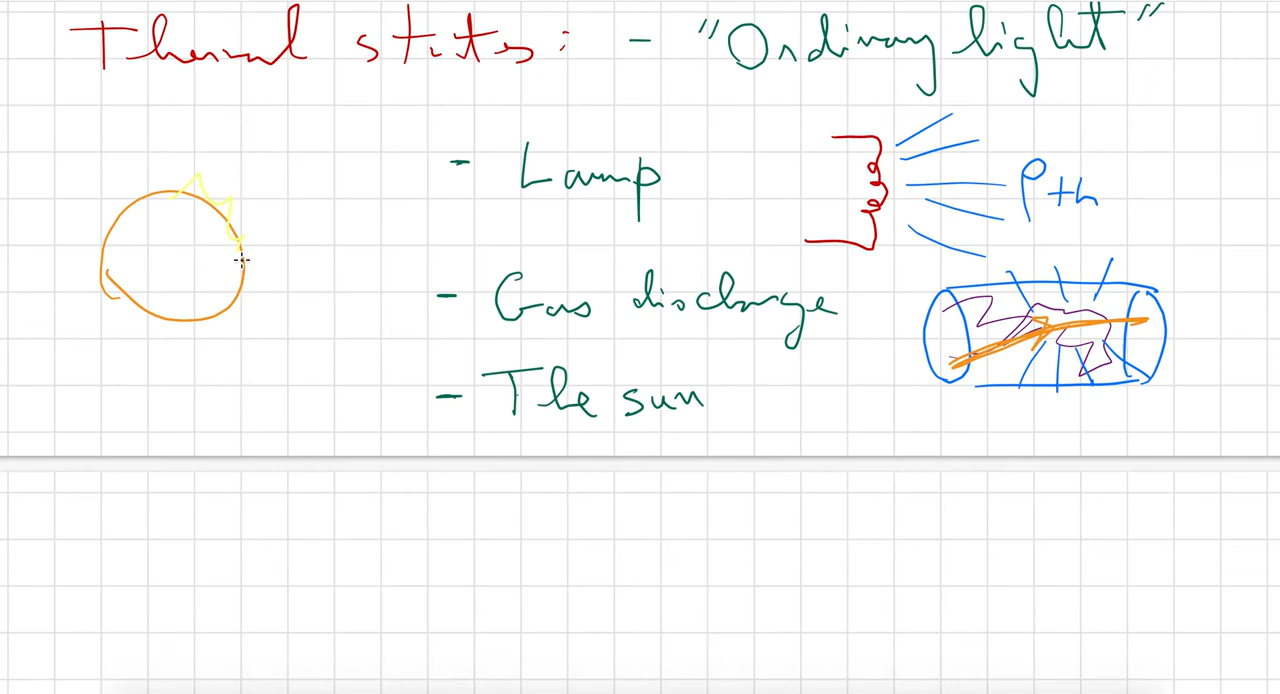 Thermal states: - "Ordinary light"
- Lamp
ρth
- Gas discharge
- The sun